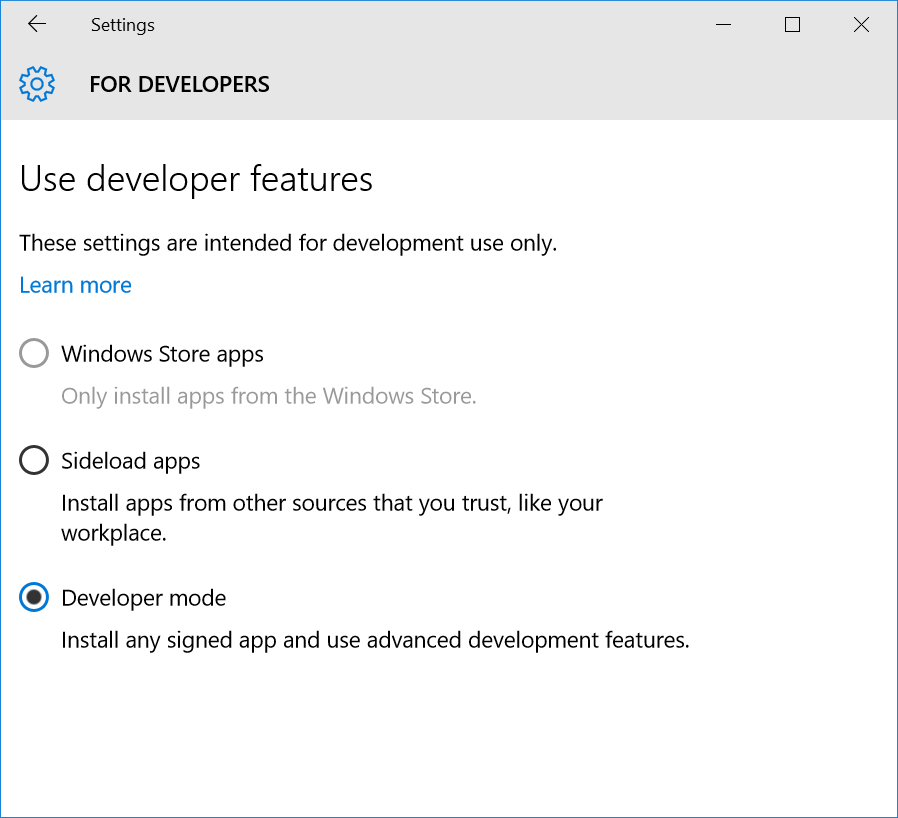 Settings
FOR DEVELOPERS
Use developer features
These settings are intended for development use only.
Learn more
Windows Store apps
Only install apps from the Windows Store.
Sideload apps
Install apps from other sources that you trust, like your
workplace.
Developer mode
Install any signed app and use advanced development features.